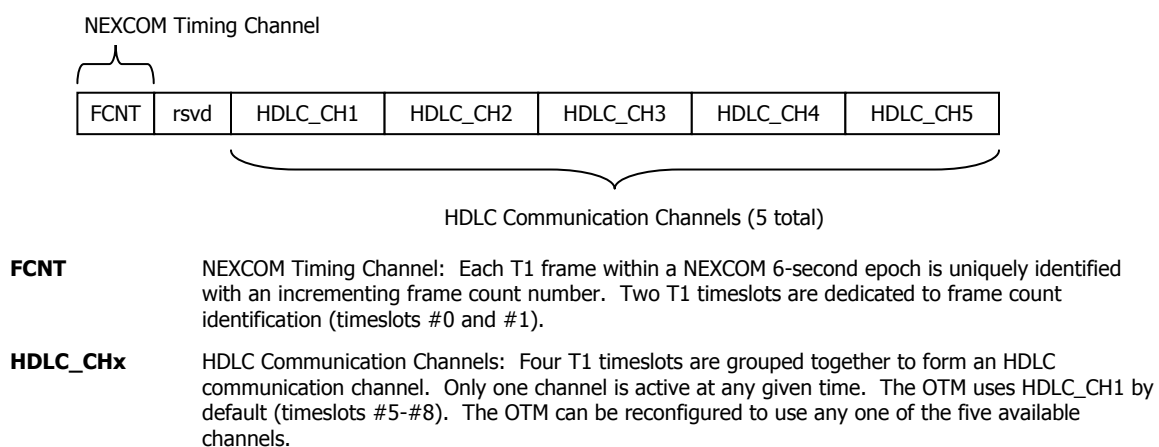 NEXCOM Timing Channel
FCNT rsvd HDLC_CH1 HDLC_CH2 HDLC_CH3 HDLC_CH4 HDLC_CH5
HDLC Communication Channels (5 total)
FCNT NEXCOM Timing Channel: Each T1 frame within a NEXCOM 6-second epoch is uniquely identified
with an incrementing frame count number. Two T1 timeslots are dedicated to frame count
identification (timeslots #0 and #1).
HDLC_CHx HDLC Communication Channels: Four T1 timeslots are grouped together to form an HDLC
communication channel. Only one channel is active at any given time. The OTM uses HDLC_CH1 by
default (timeslots #5-#8). The OTM can be reconfigured to use any one of the five available
channels.